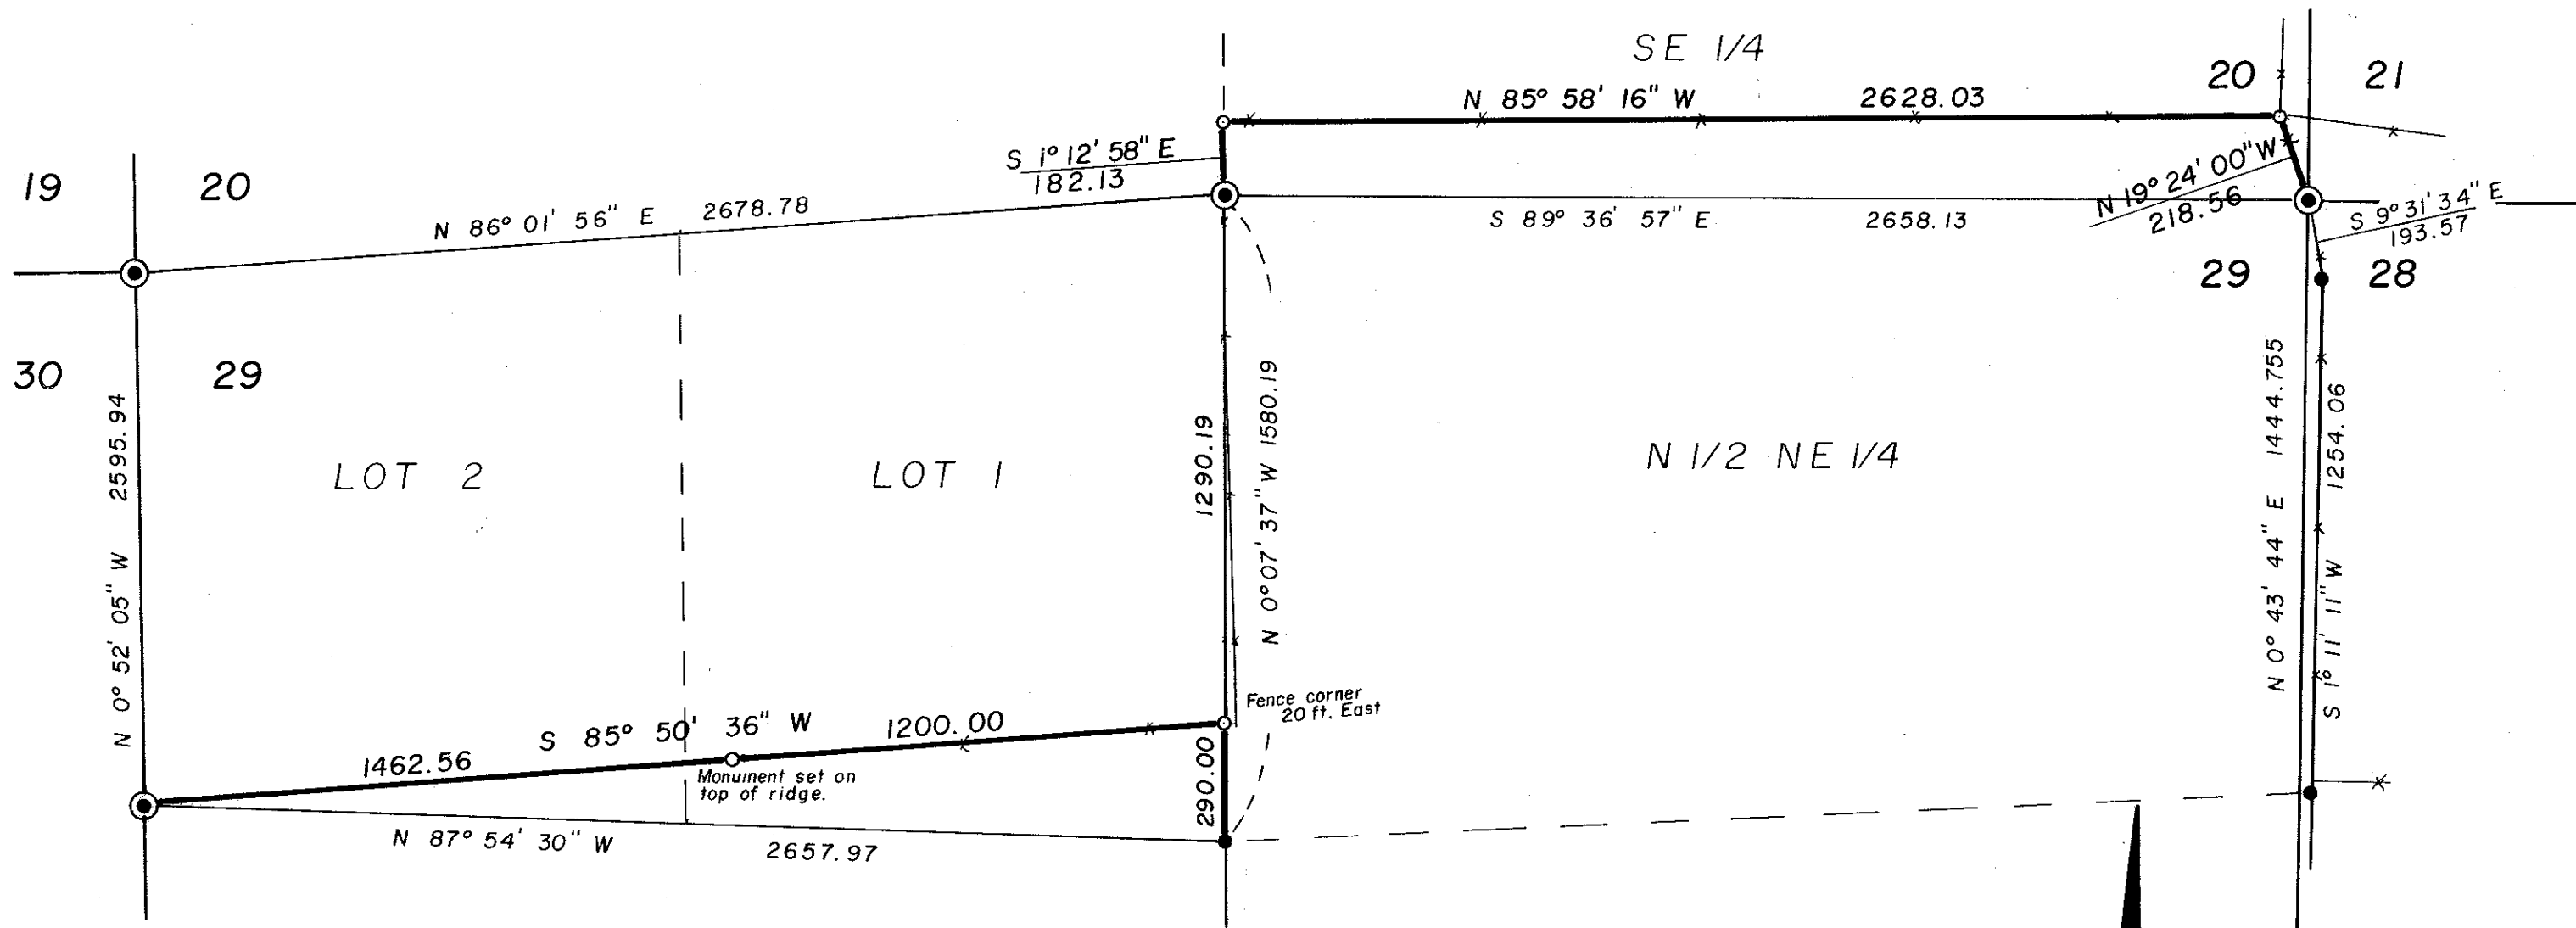 SE 1/4
20
21
N 85° 58' 16" W 2628.03
S 1° 12' 58" E
182.13
19
20
N 19° 24' 00" W
218.56
S 9° 31' 34" E
193.57
N 86° 01' 56" E 2678.78
S 89° 36' 57" E 2658.13
29
28
30
29
N 0° 52' 05" W 2595.94
LOT 2
LOT 1
1290.19
N 0° 07' 37" W 1580.19
N 1/2 NE 1/4
N 0° 43' 44" E 1444.755
S 1° 11' 11" W 1254.06
Fence corner
20 ft. East
S 85° 50' 36" W 1200.00
1462.56
Monument set on
top of ridge.
290.00
N 87° 54' 30" W 2657.97